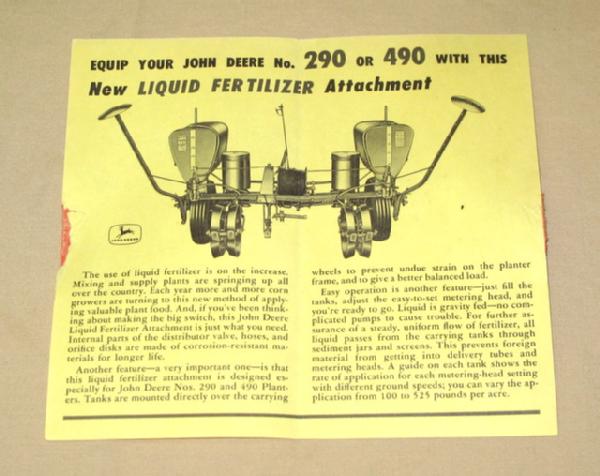 EQUIP YOUR JOHN DEERE No. 290 OR 490 WITH THIS
New LIQUID FERTILIZER Attachment
JOHN DEERE
The use of liquid fertilizer is on the increase.
Mixing and supply plants are springing up all
over the country. Each year more and more corn
growers are turning to this new method of apply-
ing valuable plant food. And, if you've been think-
ing about making the big switch, this John Deere
Liquid Fertilizer Attachment is just what you need.
Internal parts of the distributor valve, hoses, and
orifice disks are made of corrosion-resistant ma-
terials for longer life.
Another feature—a very important one—is that
this liquid fertilizer attachment is designed es-
pecially for John Deere Nos. 290 and 490 Plant-
ers. Tanks are mounted directly over the carrying
wheels to prevent undue strain on the planter
frame, and to give a better balanced load.
Easy operation is another feature—just fill the
tanks, adjust the easy-to-set metering head, and
you're ready to go. Liquid is gravity fed—no com-
plicated pumps to cause trouble. For further as-
surance of a steady, uniform flow of fertilizer, all
liquid passes from the carrying tanks through
sediment jars and screens. This prevents foreign
material from getting into delivery tubes and
metering heads. A guide on each tank shows the
rate of application for each metering-head setting
with different ground speeds; you can vary the ap-
plication from 100 to 525 pounds per acre.